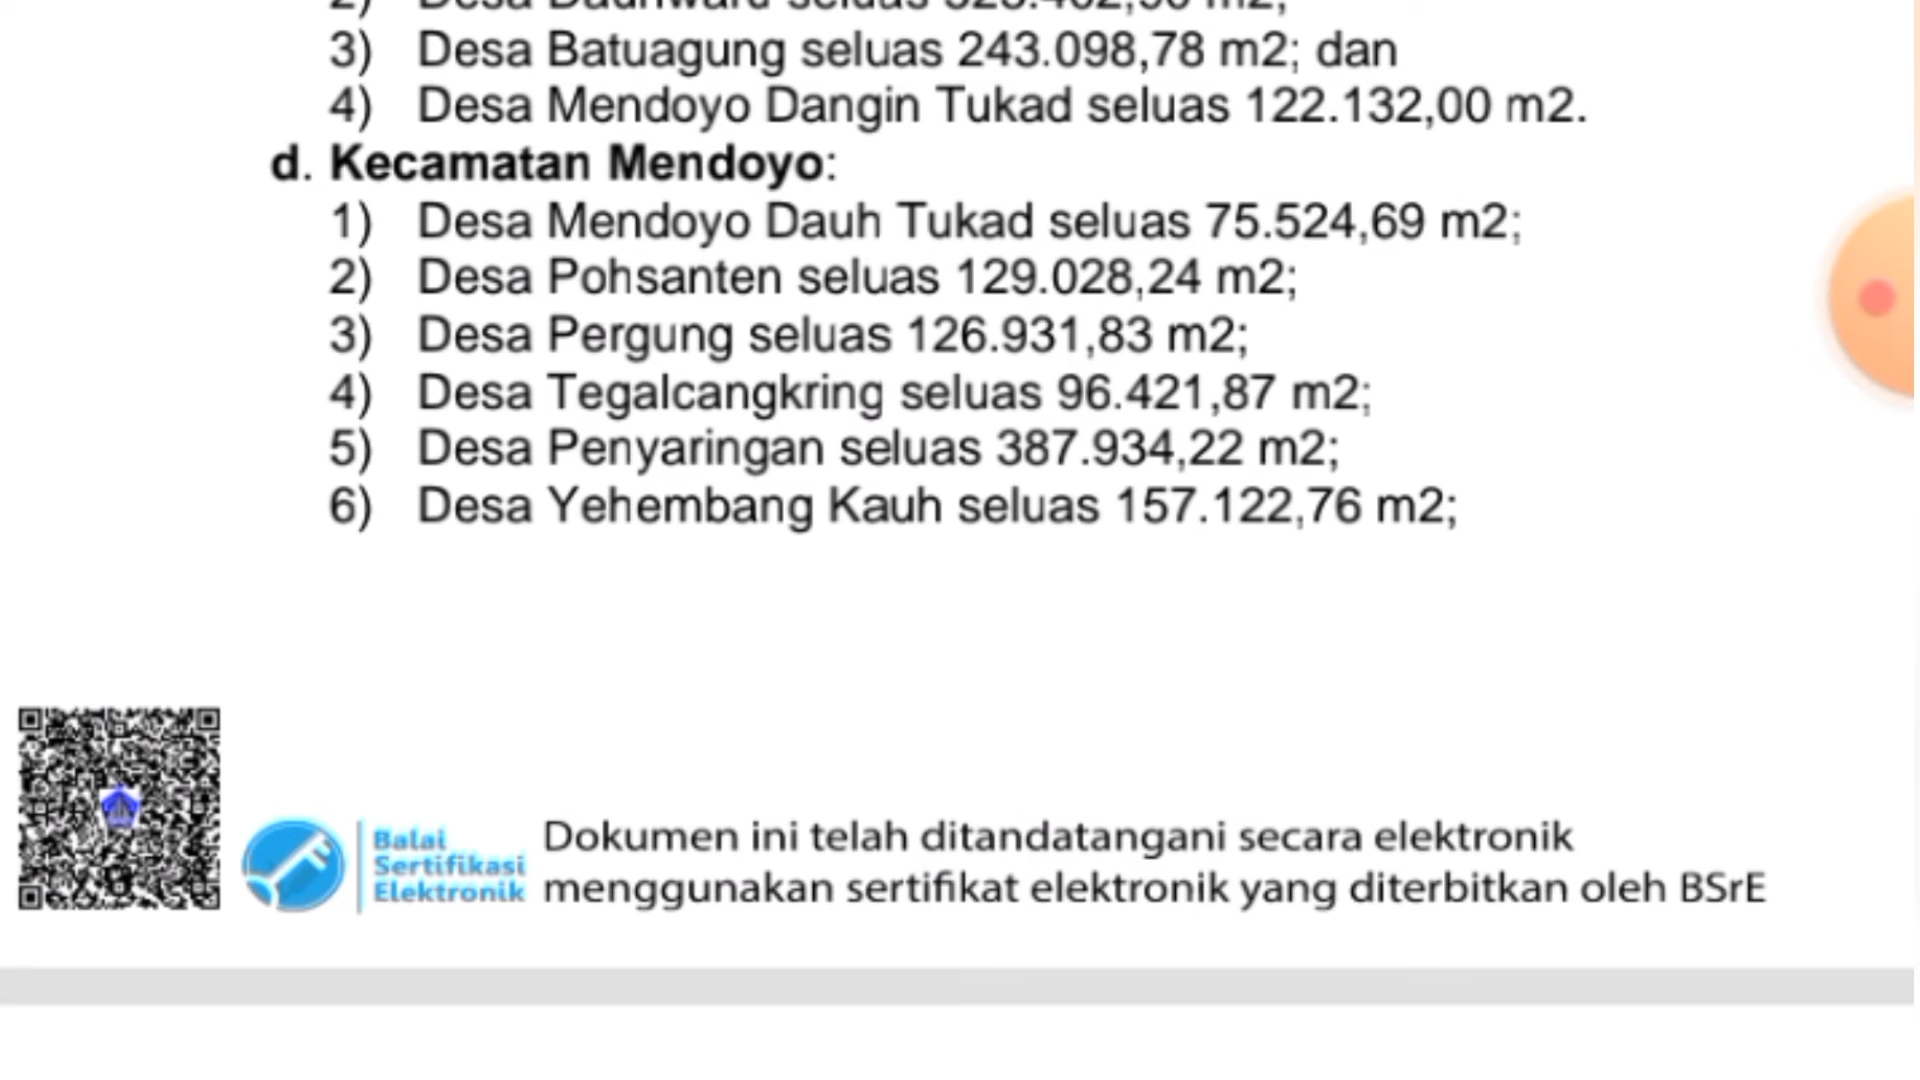 3) Desa Batuagung seluas 243.098,78 m2; dan
4) Desa Mendoyo Dangin Tukad seluas 122.132,00 m2.
d. Kecamatan Mendoyo:
1) Desa Mendoyo Dauh Tukad seluas 75.524,69 m2;
2) Desa Pohsanten seluas 129.028,24 m2;
3) Desa Pergung seluas 126.931,83 m2;
4) Desa Tegalcangkring seluas 96.421,87 m2;
5) Desa Penyaringan seluas 387.934,22 m2;
6) Desa Yehembang Kauh seluas 157.122,76 m2;
Balai
Sertifikasi
Elektronik
Dokumen ini telah ditandatangani secara elektronik
menggunakan sertifikat elektronik yang diterbitkan oleh BSrE